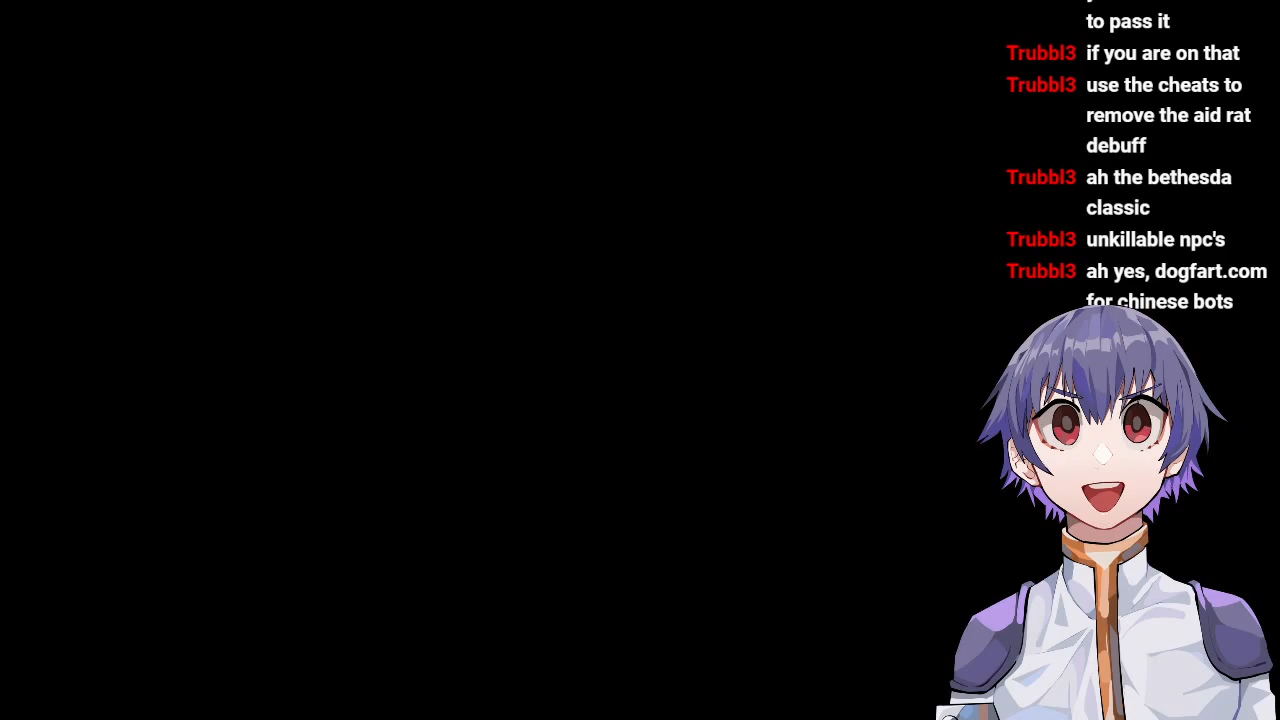 to pass it
Trubbl3 if you are on that
Trubbl3 use the cheats to
remove the aid rat
debuff
Trubbl3 ah the bethesda
classic
Trubbl3 unkillable npc's
Trubbl3 ah yes, dogfart.com
for chinese bots